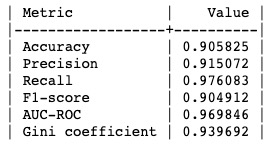 | Metric | Value |
|------------------+----------|
| Accuracy | 0.905825 |
| Precision | 0.915072 |
| Recall | 0.976083 |
| F1-score | 0.904912 |
| AUC-ROC | 0.969846 |
| Gini coefficient | 0.939692 |